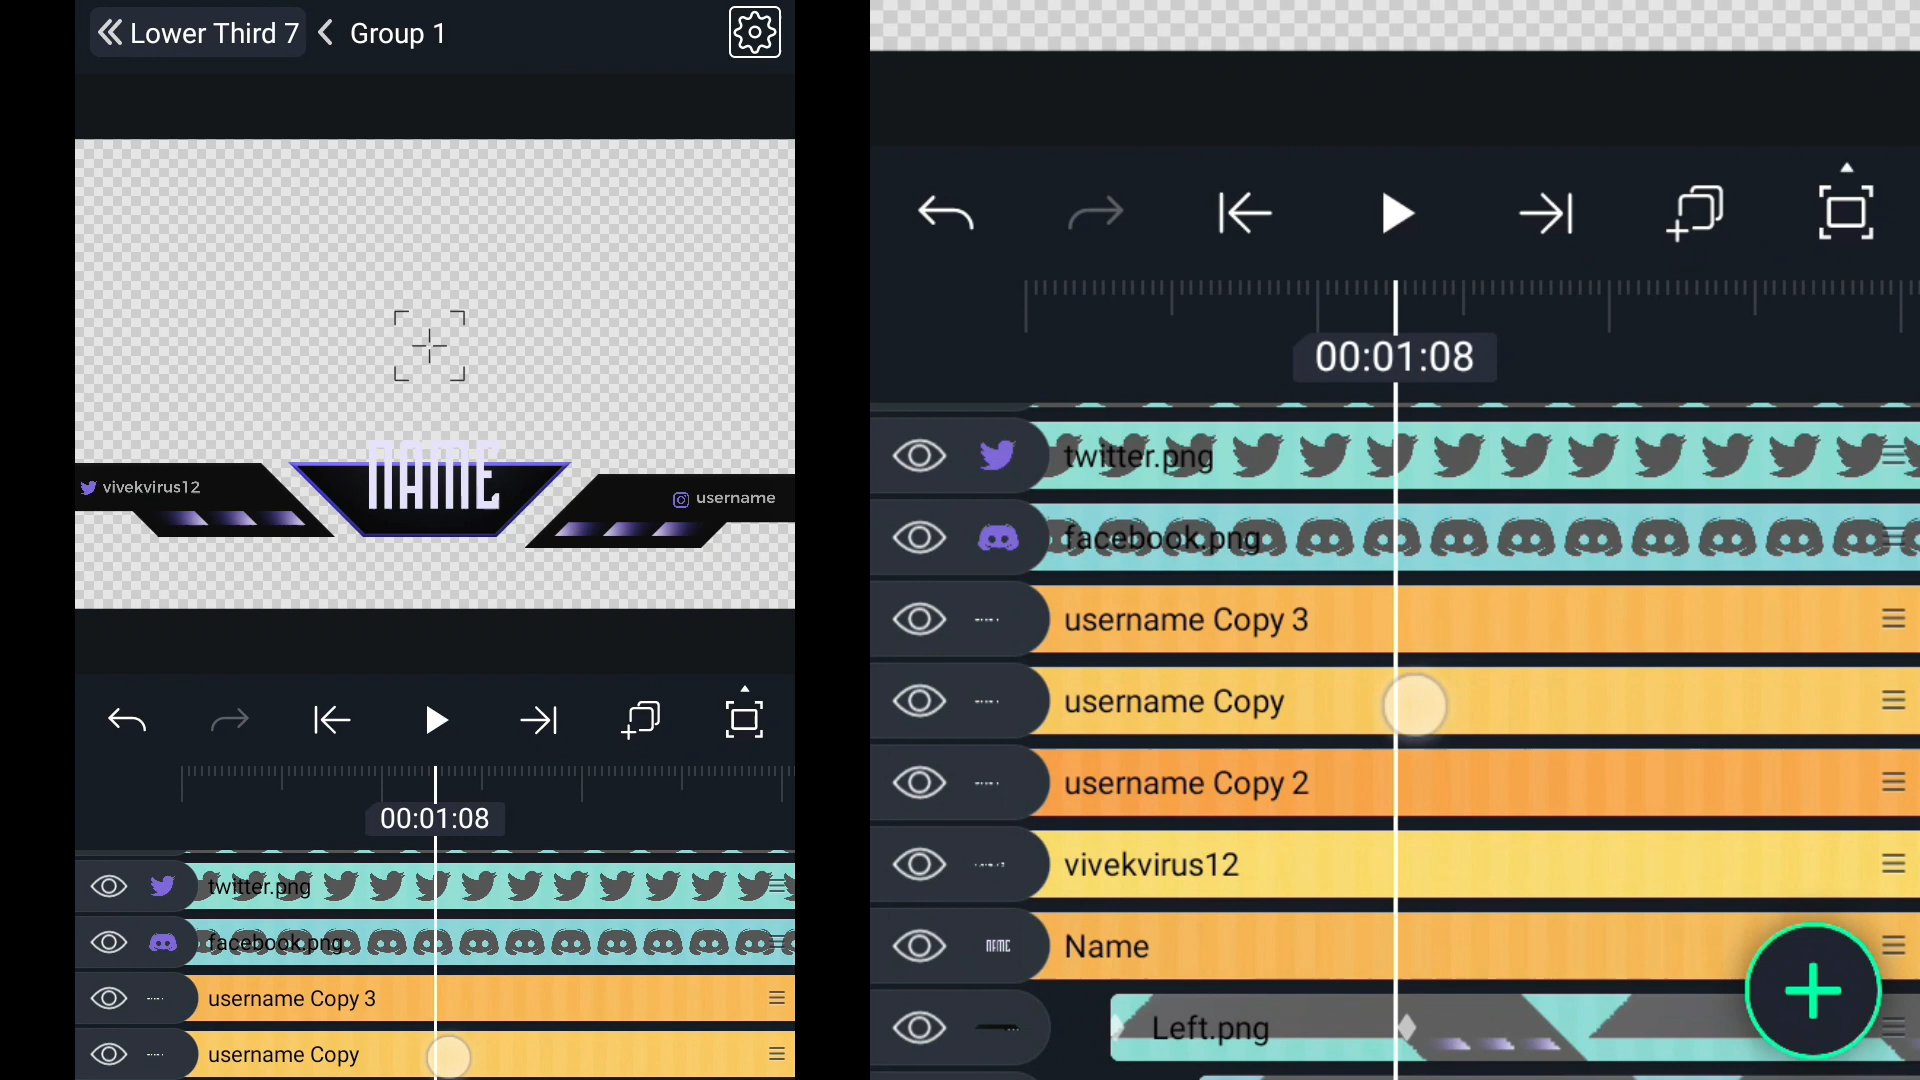 Lower Third 7
Group 1
NAME
vivekvirus12
username
00:01:08
twitter.png
facebook.png
username Copy 3
username Copy
00:01:08
twitter.png
facebook.png
username Copy 3
username Copy
username Copy 2
vivekvirus12
Name
NAME
Left.png